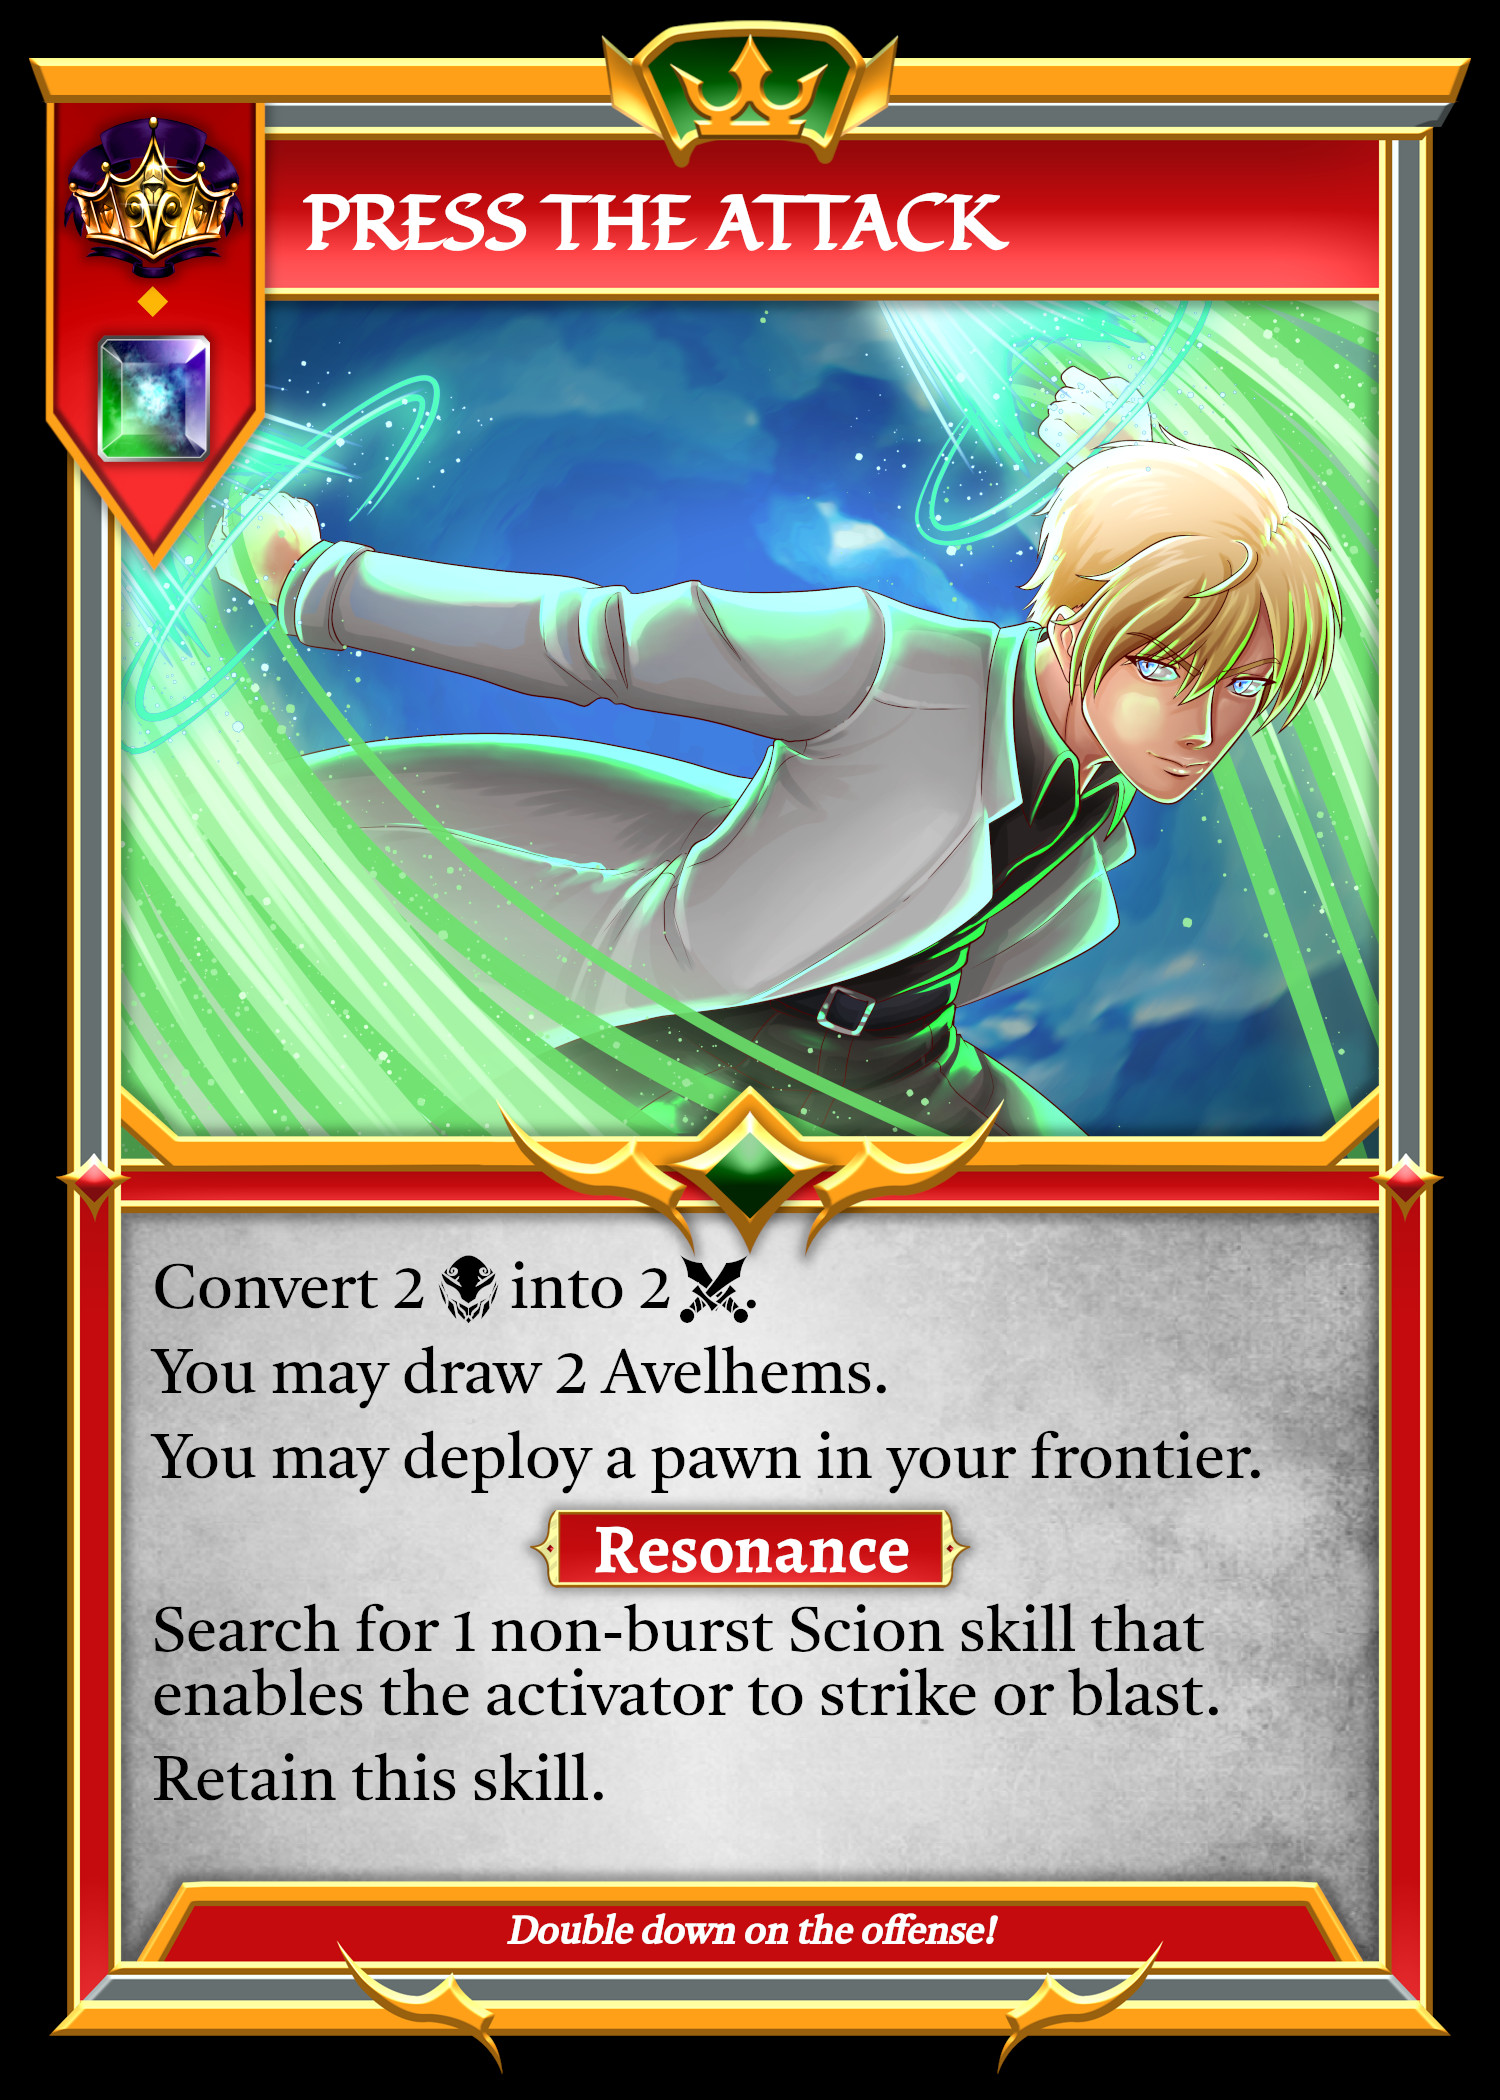 PRESS THE ATTACK
Convert 2 into 2.
You may draw 2 Avelhems.
You may deploy a pawn in your frontier.
Resonance
Search for 1 non-burst Scion skill that
enables the activator to strike or blast.
Retain this skill.
Double down on the offense!